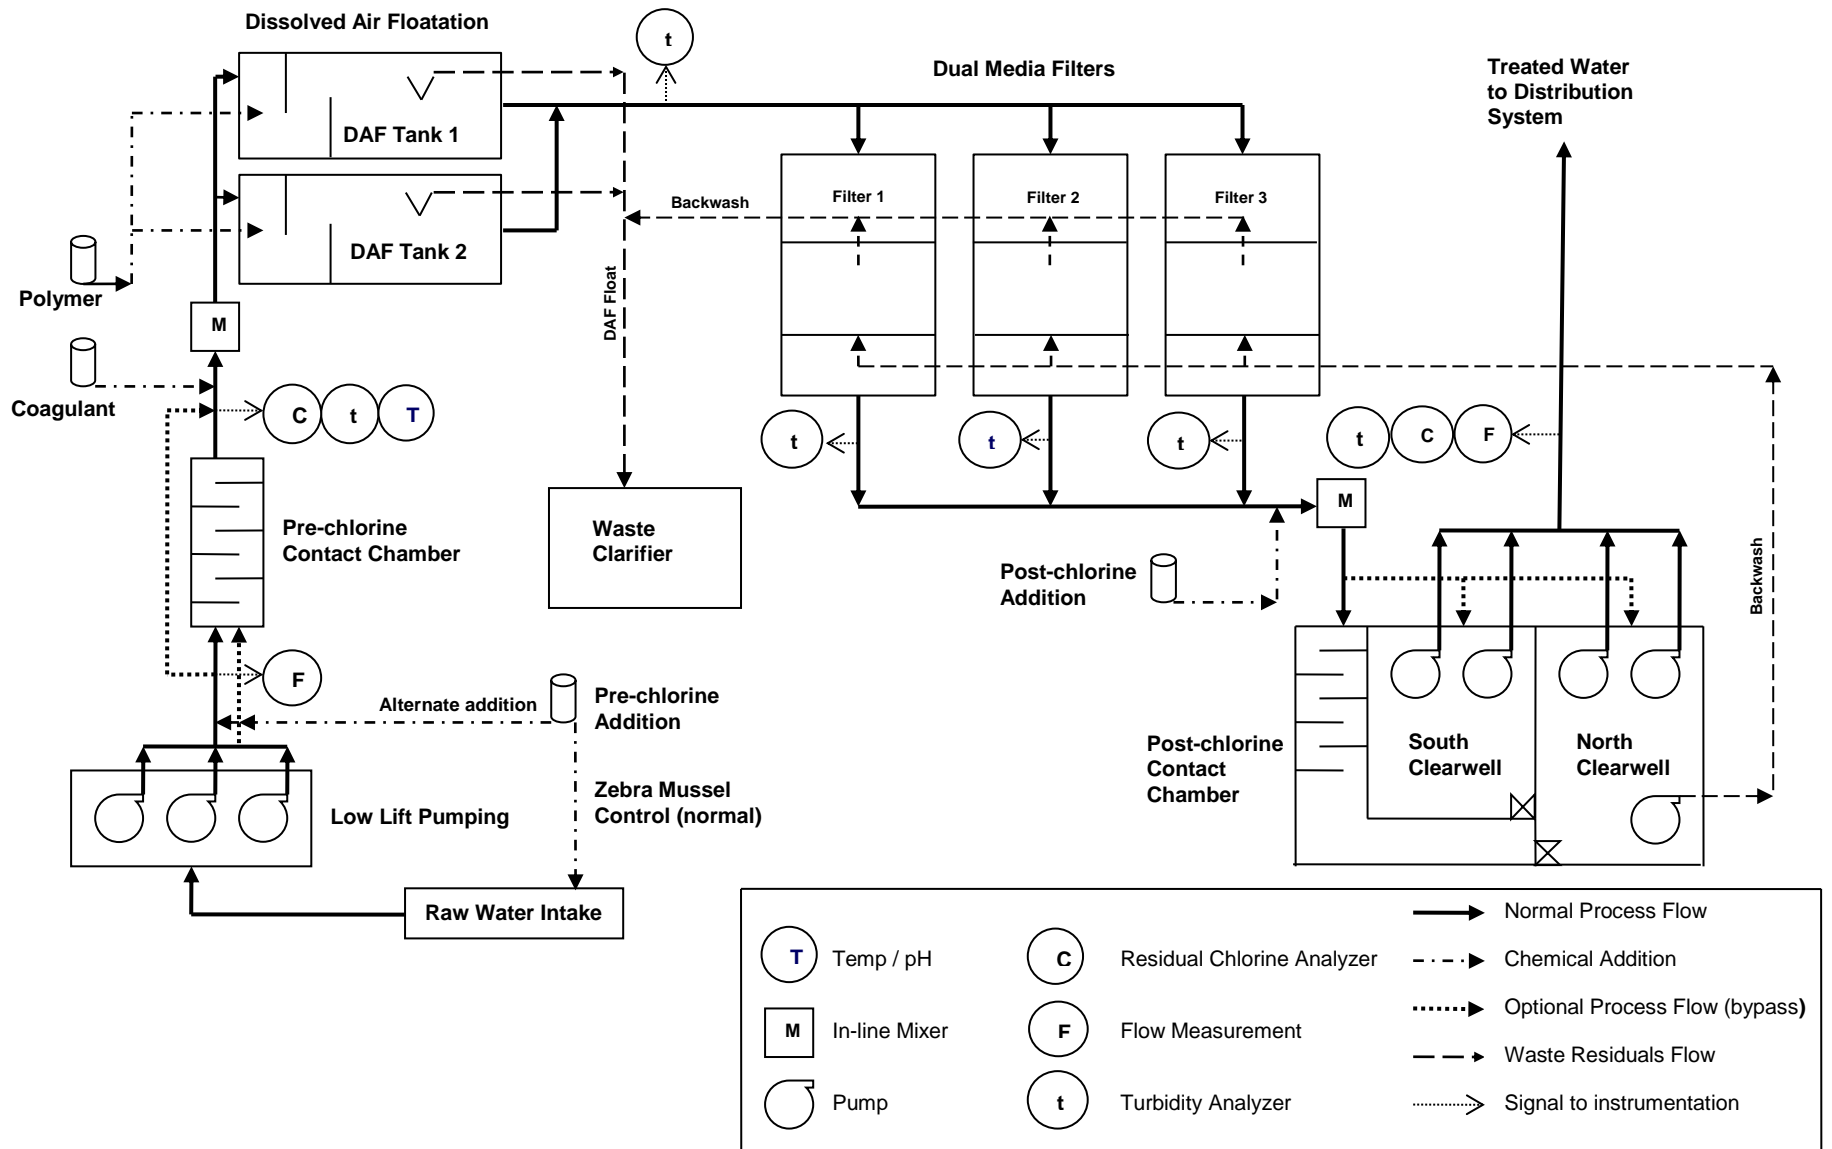 Dissolved Air Floatation
t
Dual Media Filters
Treated Water
to Distribution
System
DAF Tank 1
Filter 1
Filter 2
Filter 3
Backwash
DAF Tank 2
Polymer
DAF Float
M
Coagulant
C
t
T
t
t
t
t
C
F
M
Pre-chlorine
Contact Chamber
Waste
Clarifier
Post-chlorine
Addition
Backwash
F
Alternate addition
Pre-chlorine
Addition
Post-chlorine
Contact
Chamber
South
Clearwell
North
Clearwell
Low Lift Pumping
Zebra Mussel
Control (normal)
Raw Water Intake
T
Temp / pH
C
Residual Chlorine Analyzer
M
In-line Mixer
F
Flow Measurement
Pump
t
Turbidity Analyzer
Normal Process Flow
Chemical Addition
Optional Process Flow (bypass)
Waste Residuals Flow
Signal to instrumentation